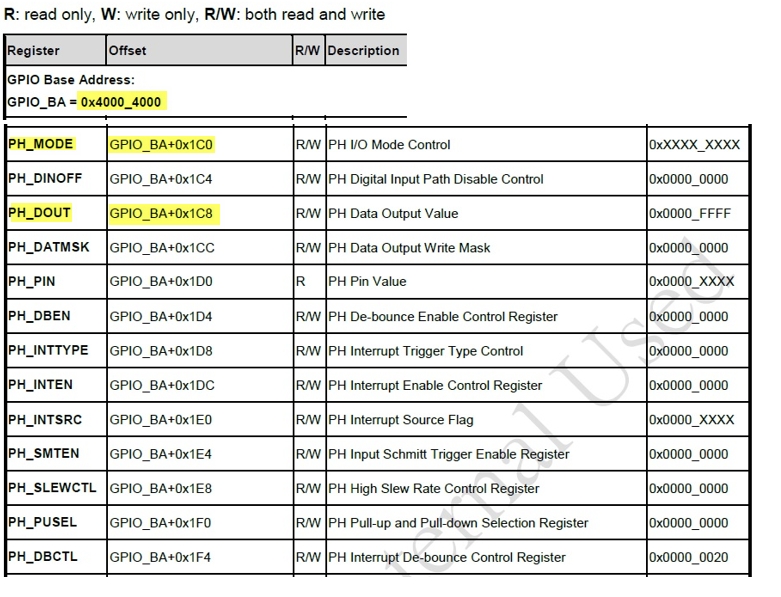 R: read only, W: write only, R/W: both read and write
Register Offset R/W Description
GPIO Base Address:
GPIO_BA = 0x4000_4000
PH_MODE GPIO_BA+0x1C0 R/W PH I/O Mode Control 0xXXXX_XXXX
PH_DINOFF GPIO_BA+0x1C4 R/W PH Digital Input Path Disable Control 0x0000_0000
PH_DOUT GPIO_BA+0x1C8 R/W PH Data Output Value 0x0000_FFFF
PH_DATMSK GPIO_BA+0x1CC R/W PH Data Output Write Mask 0x0000_0000
PH_PIN GPIO_BA+0x1D0 R PH Pin Value 0x0000_XXXX
PH_DBEN GPIO_BA+0x1D4 R/W PH De-bounce Enable Control Register 0x0000_0000
PH_INTTYPE GPIO_BA+0x1D8 R/W PH Interrupt Trigger Type Control 0x0000_0000
PH_INTEN GPIO_BA+0x1DC R/W PH Interrupt Enable Control Register 0x0000_0000
PH_INTSRC GPIO_BA+0x1E0 R/W PH Interrupt Source Flag 0x0000_XXXX
PH_SMTEN GPIO_BA+0x1E4 R/W PH Input Schmitt Trigger Enable Register 0x0000_0000
PH_SLEWCTL GPIO_BA+0x1E8 R/W PH High Slew Rate Control Register 0x0000_0000
PH_PUSEL GPIO_BA+0x1F0 R/W PH Pull-up and Pull-down Selection Register 0x0000_0000
PH_DBCTL GPIO_BA+0x1F4 R/W PH Interrupt De-bounce Control Register 0x0000_0020
ternal Used